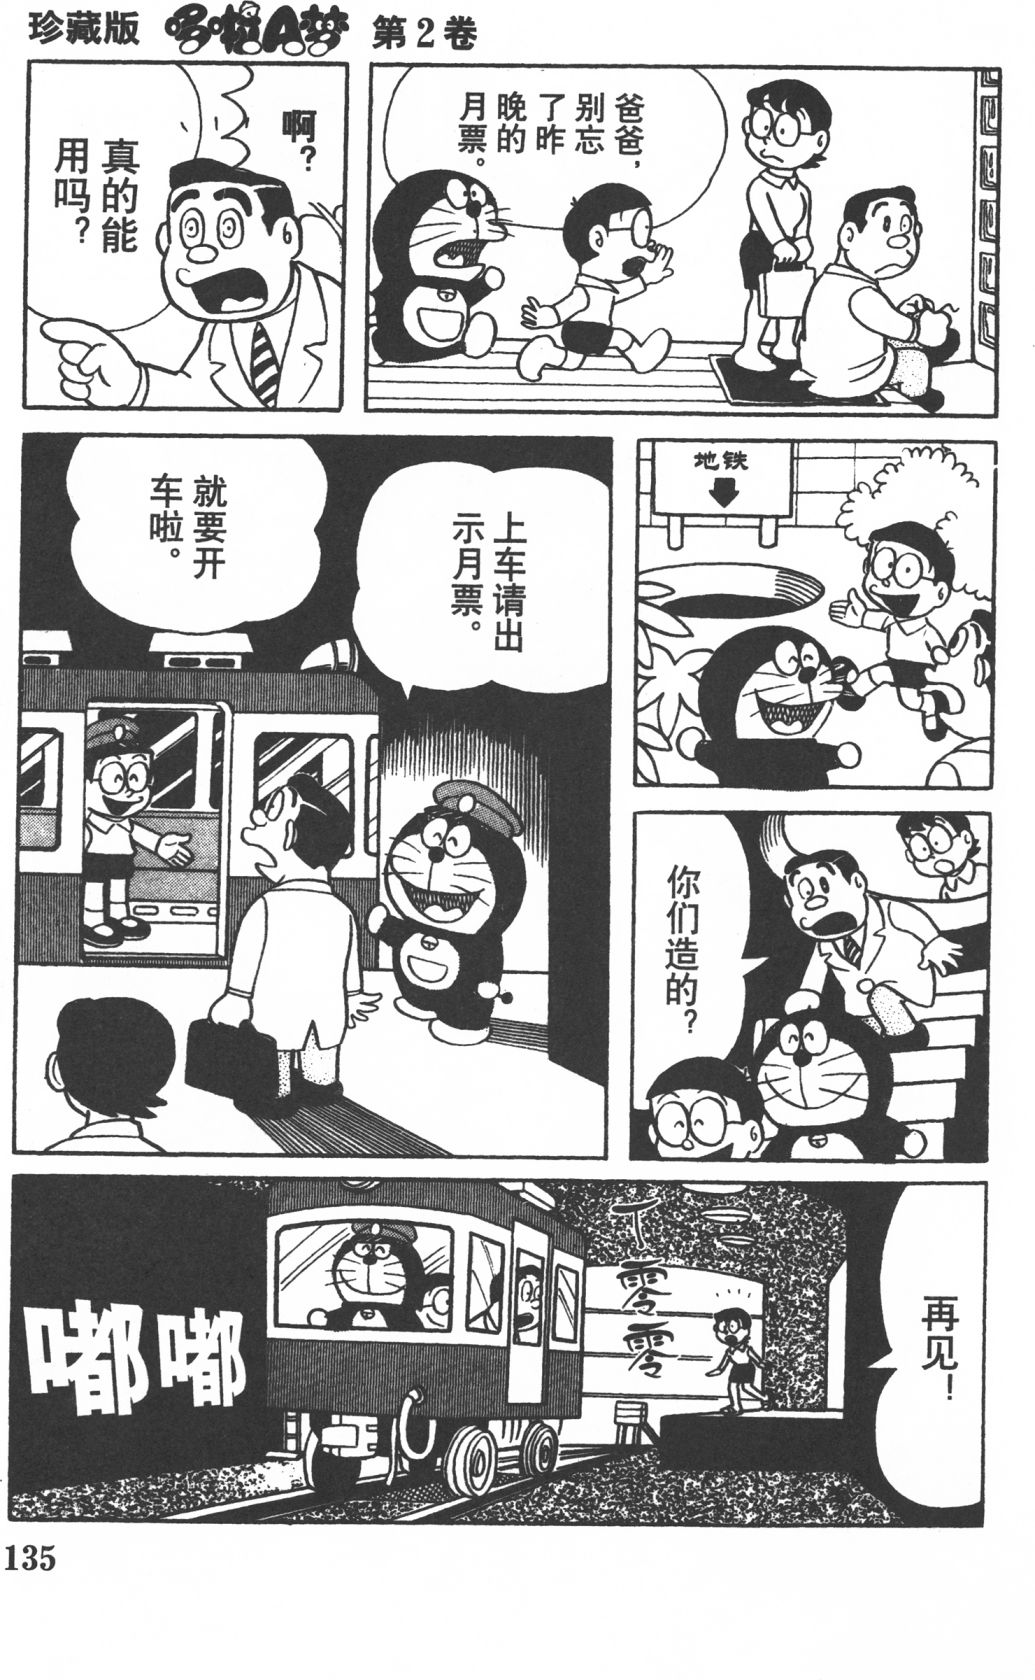 珍藏版 哆啦A梦 第2卷
爸爸,
别忘
了昨
晚的
月票。
啊?
真的能
用吗?
地铁
上车请出
示月票。
就要开
车啦。
你们造的?
丁零零
再见!
嘟嘟
135